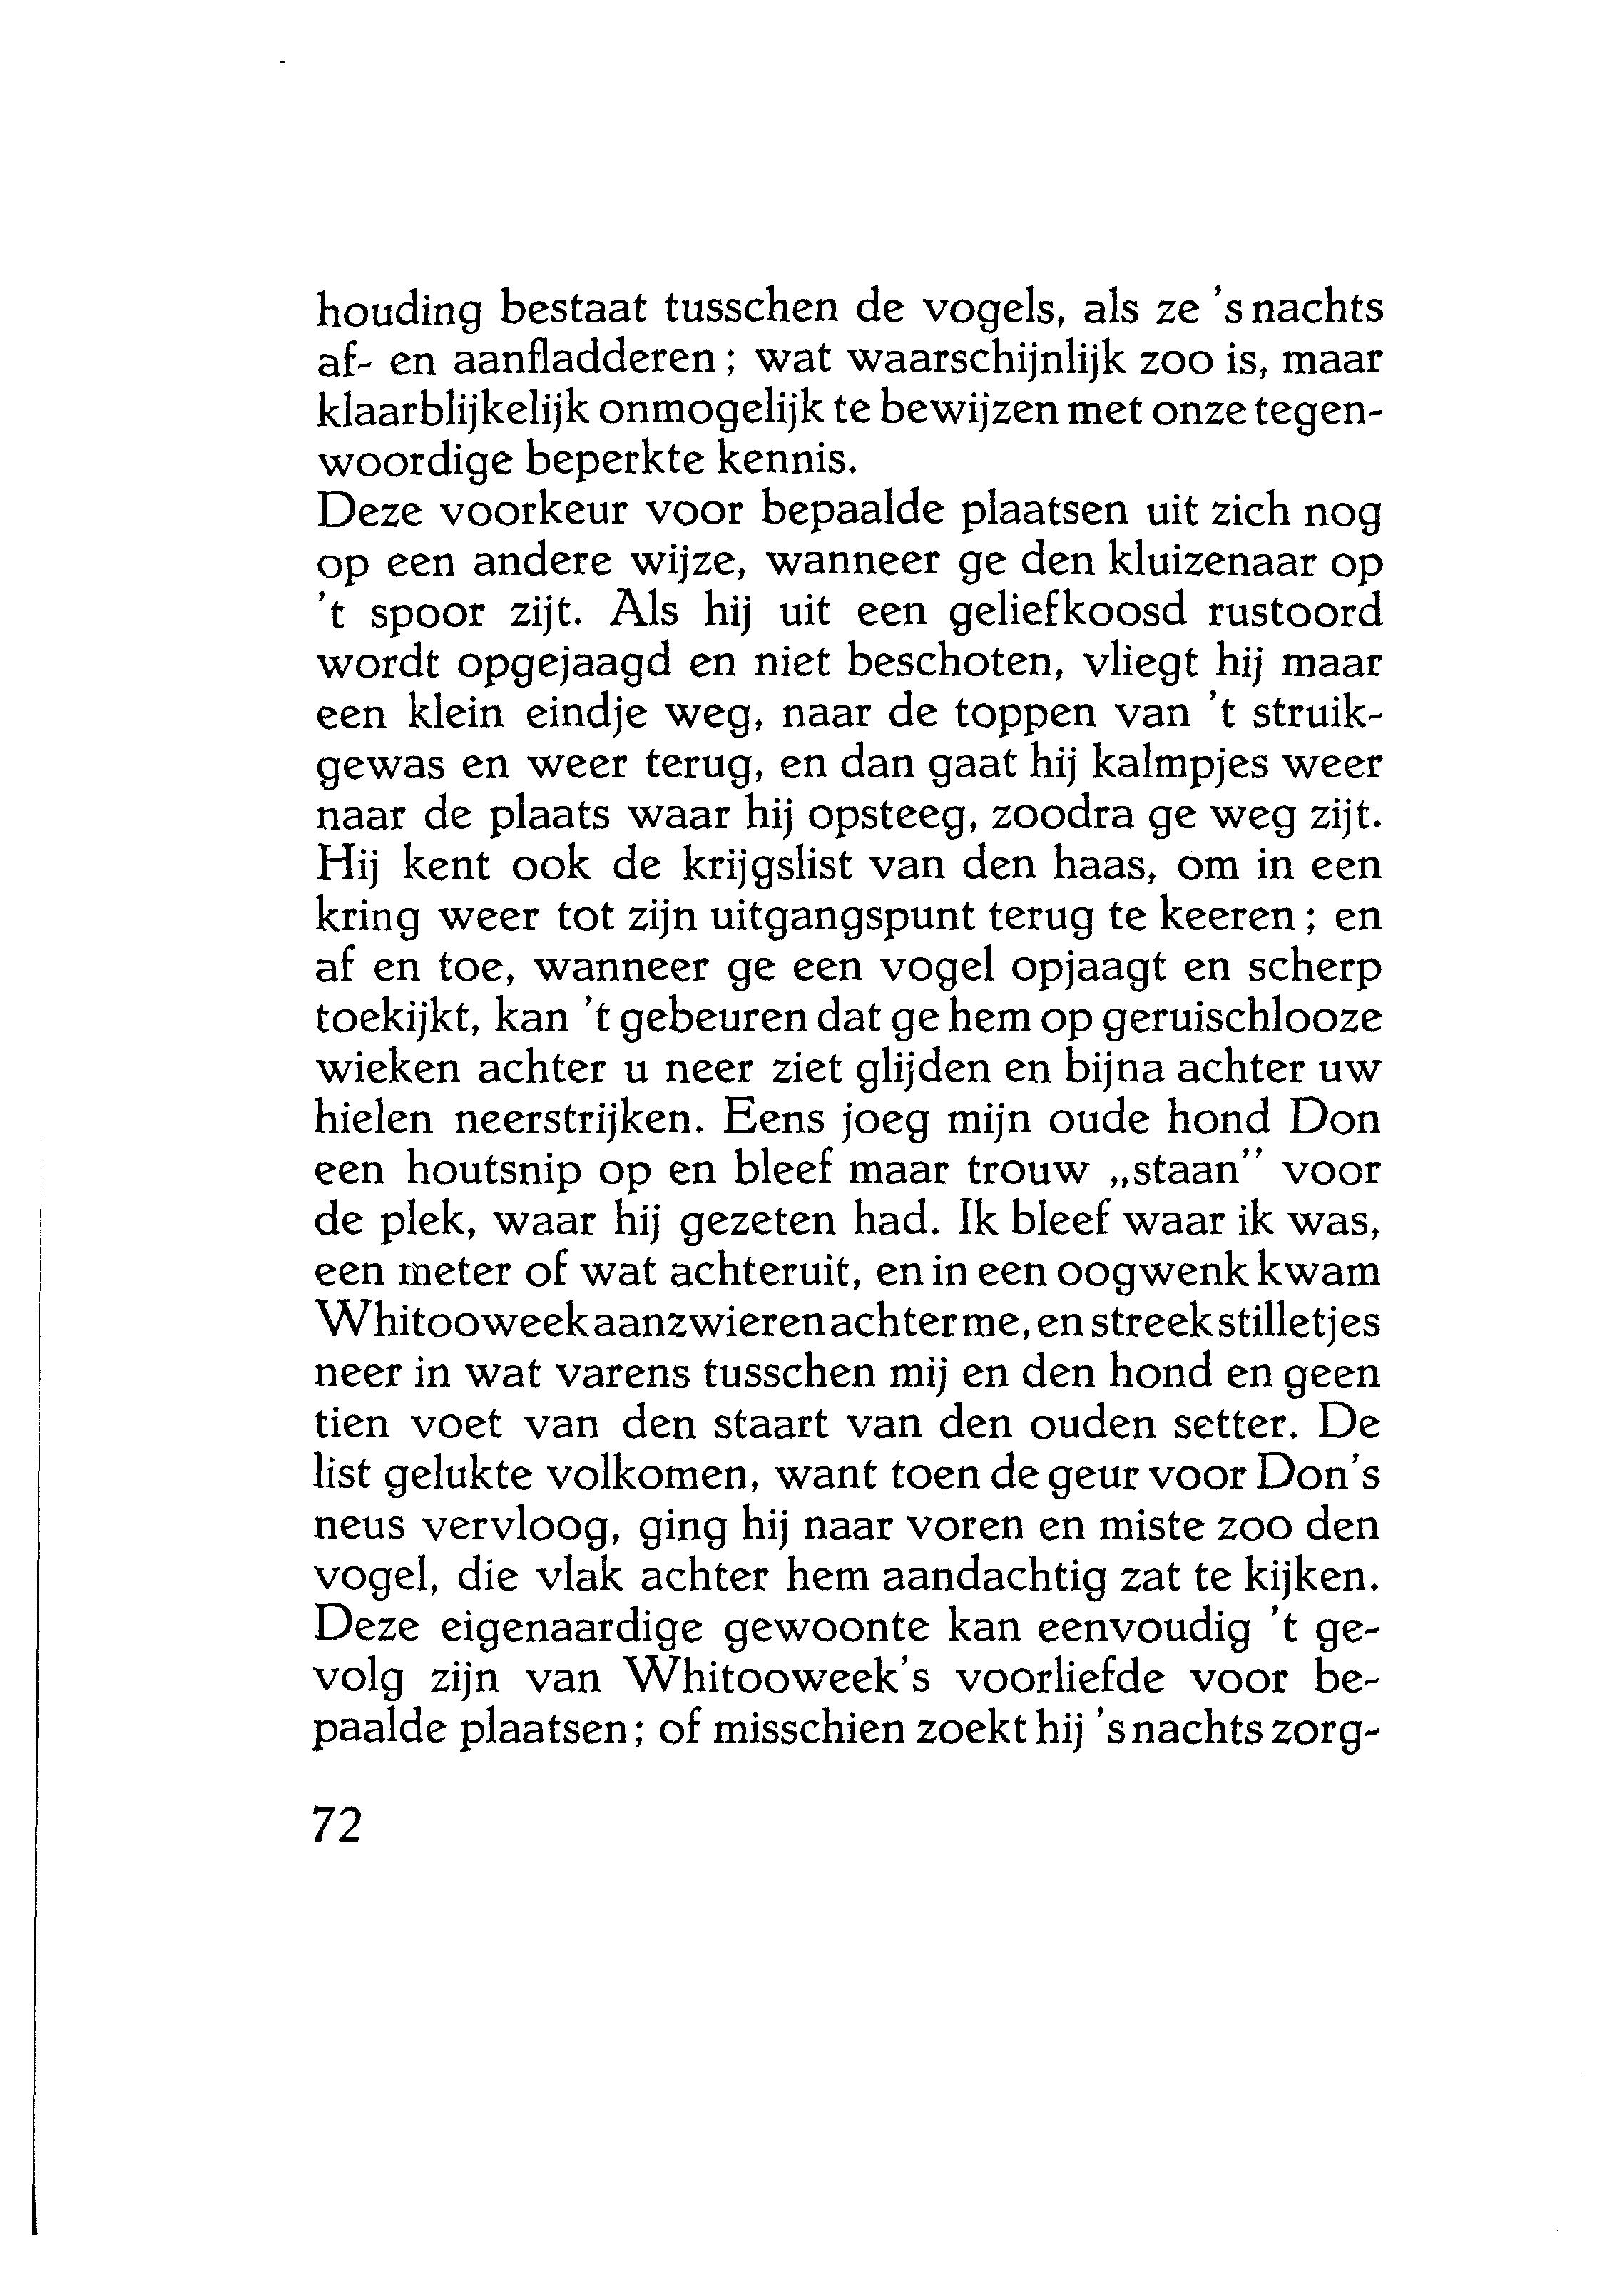 houding bestaat tusschen de vogels, als ze 's nachts
af- en aanfladderen; wat waarschijnlijk zoo is, maar
klaarblijkelijk onmogelijk te bewijzen met onze tegen-
woordige beperkte kennis.
Deze voorkeur voor bepaalde plaatsen uit zich nog
op een andere wijze, wanneer ge den kluizenaar op
't spoor zijt. Als hij uit een geliefkoosd rustoord
wordt opgejaagd en niet beschoten, vliegt hij maar
een klein eindje weg, naar de toppen van 't struik-
gewas en weer terug, en dan gaat hij kalmpjes weer
naar de plaats waar hij opsteeg, zoodra ge weg zijt.
Hij kent ook de krijgslist van den haas, om in een
kring weer tot zijn uitgangspunt terug te keeren; en
af en toe, wanneer ge een vogel opjaagt en scherp
toekijkt, kan 't gebeuren dat ge hem op geruischlooze
wieken achter u neer ziet glijden en bijna achter uw
hielen neerstrijken. Eens joeg mijn oude hond Don
een houtsnip op en bleef maar trouw „staan” voor
de plek, waar hij gezeten had. Ik bleef waar ik was,
een meter of wat achteruit, en in een oogwenk kwam
Whitooweek aanzwieren achter me, en streek stilletjes
neer in wat varens tusschen mij en den hond en geen
tien voet van den staart van den ouden setter. De
list gelukte volkomen, want toen de geur voor Don's
neus vervloog, ging hij naar voren en miste zoo den
vogel, die vlak achter hem aandachtig zat te kijken.
Deze eigenaardige gewoonte kan eenvoudig 't ge-
volg zijn van Whitooweek's voorliefde voor be-
paalde plaatsen; of misschien zoekt hij 's nachts zorg-
72